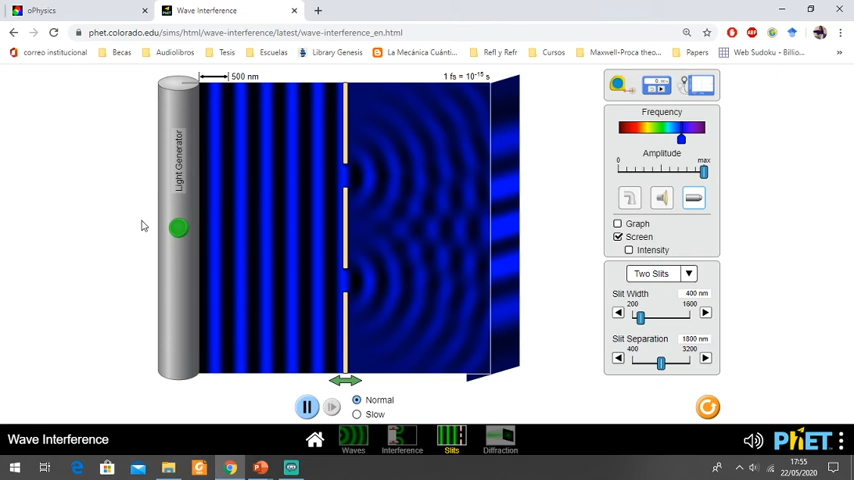 oPhysics
Wave Interference
phet.colorado.edu/sims/html/wave-interference/latest/wave-interference_en.html
correo institucional
Becas
Audiolibros
Tesis
Escuelas
Library Genesis
La Mecánica Cuánti...
Refl y Refr
Cursos
Maxwell-Proca theo...
Papers
Web Sudoku - Billio...
500 nm
1 fs = 10⁻¹⁵ s
Light Generator
Frequency
Amplitude
0 max
Graph
Screen
Intensity
Two Slits
Slit Width 400 nm
200 1600
Slit Separation 1800 nm
400 3200
Normal
Slow
Wave Interference
Waves
Interference
Slits
Diffraction
PhET
17:55
22/05/2020